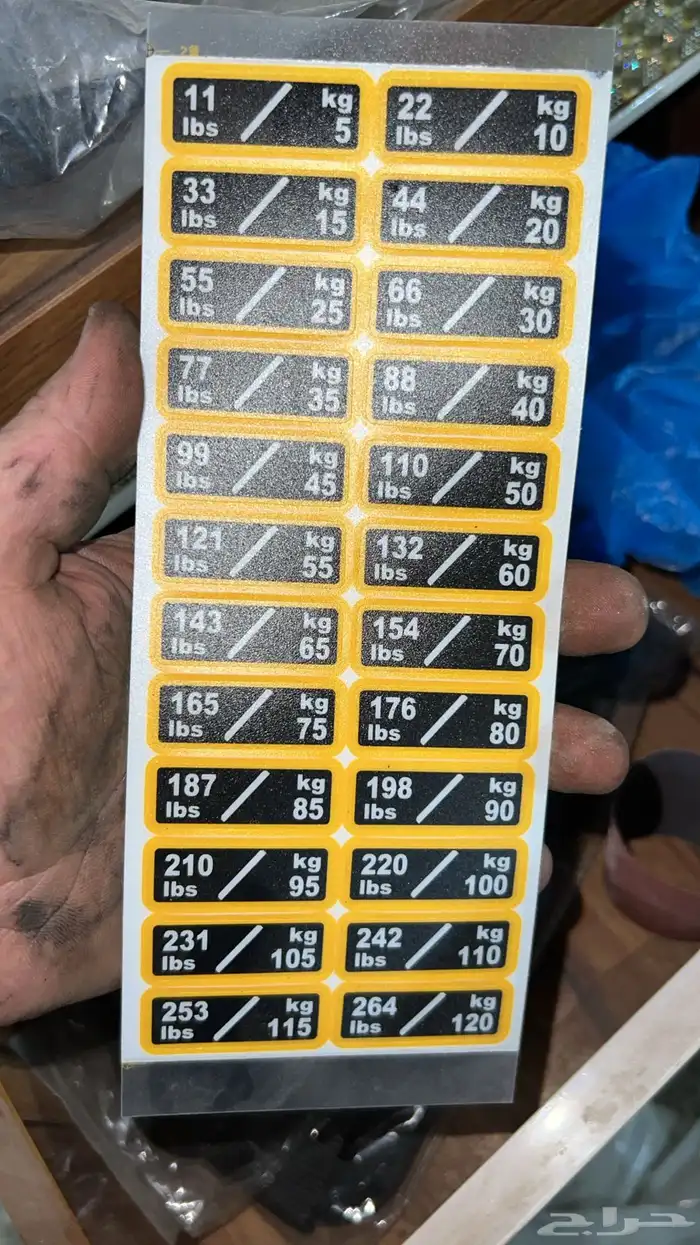 11 / kg
lbs 5
22 / kg
lbs 10
33 / kg
lbs 15
44 / kg
lbs 20
55 / kg
lbs 25
66 / kg
lbs 30
77 / kg
lbs 35
88 / kg
lbs 40
99 / kg
lbs 45
110 / kg
lbs 50
121 / kg
lbs 55
132 / kg
lbs 60
143 / kg
lbs 65
154 / kg
lbs 70
165 / kg
lbs 75
176 / kg
lbs 80
187 / kg
lbs 85
198 / kg
lbs 90
210 / kg
lbs 95
220 / kg
lbs 100
231 / kg
lbs 105
242 / kg
lbs 110
253 / kg
lbs 115
264 / kg
lbs 120
حراج